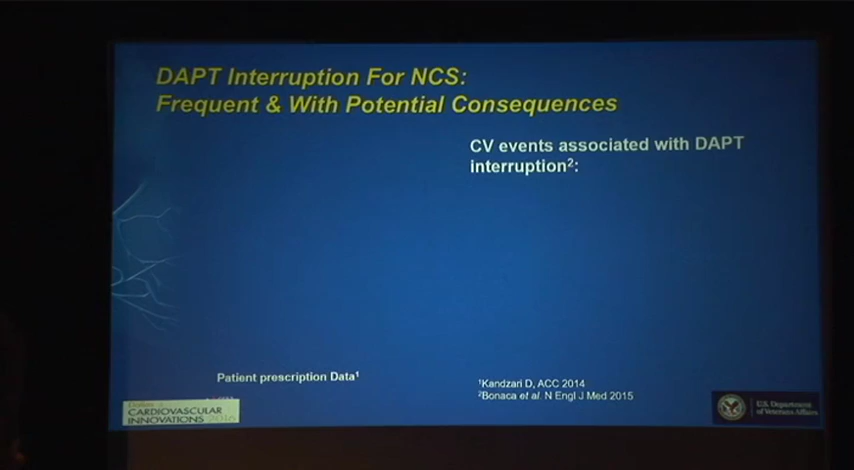 DAPT Interruption For NCS:
Frequent & With Potential Consequences
CV events associated with DAPT
interruption²:
Patient prescription Data¹
¹Kandzari D, ACC 2014
²Bonaca et al. N Engl J Med 2015
CARDIOVASCULAR
INNOVATIONS 2016
U.S. Department
of Veterans Affairs